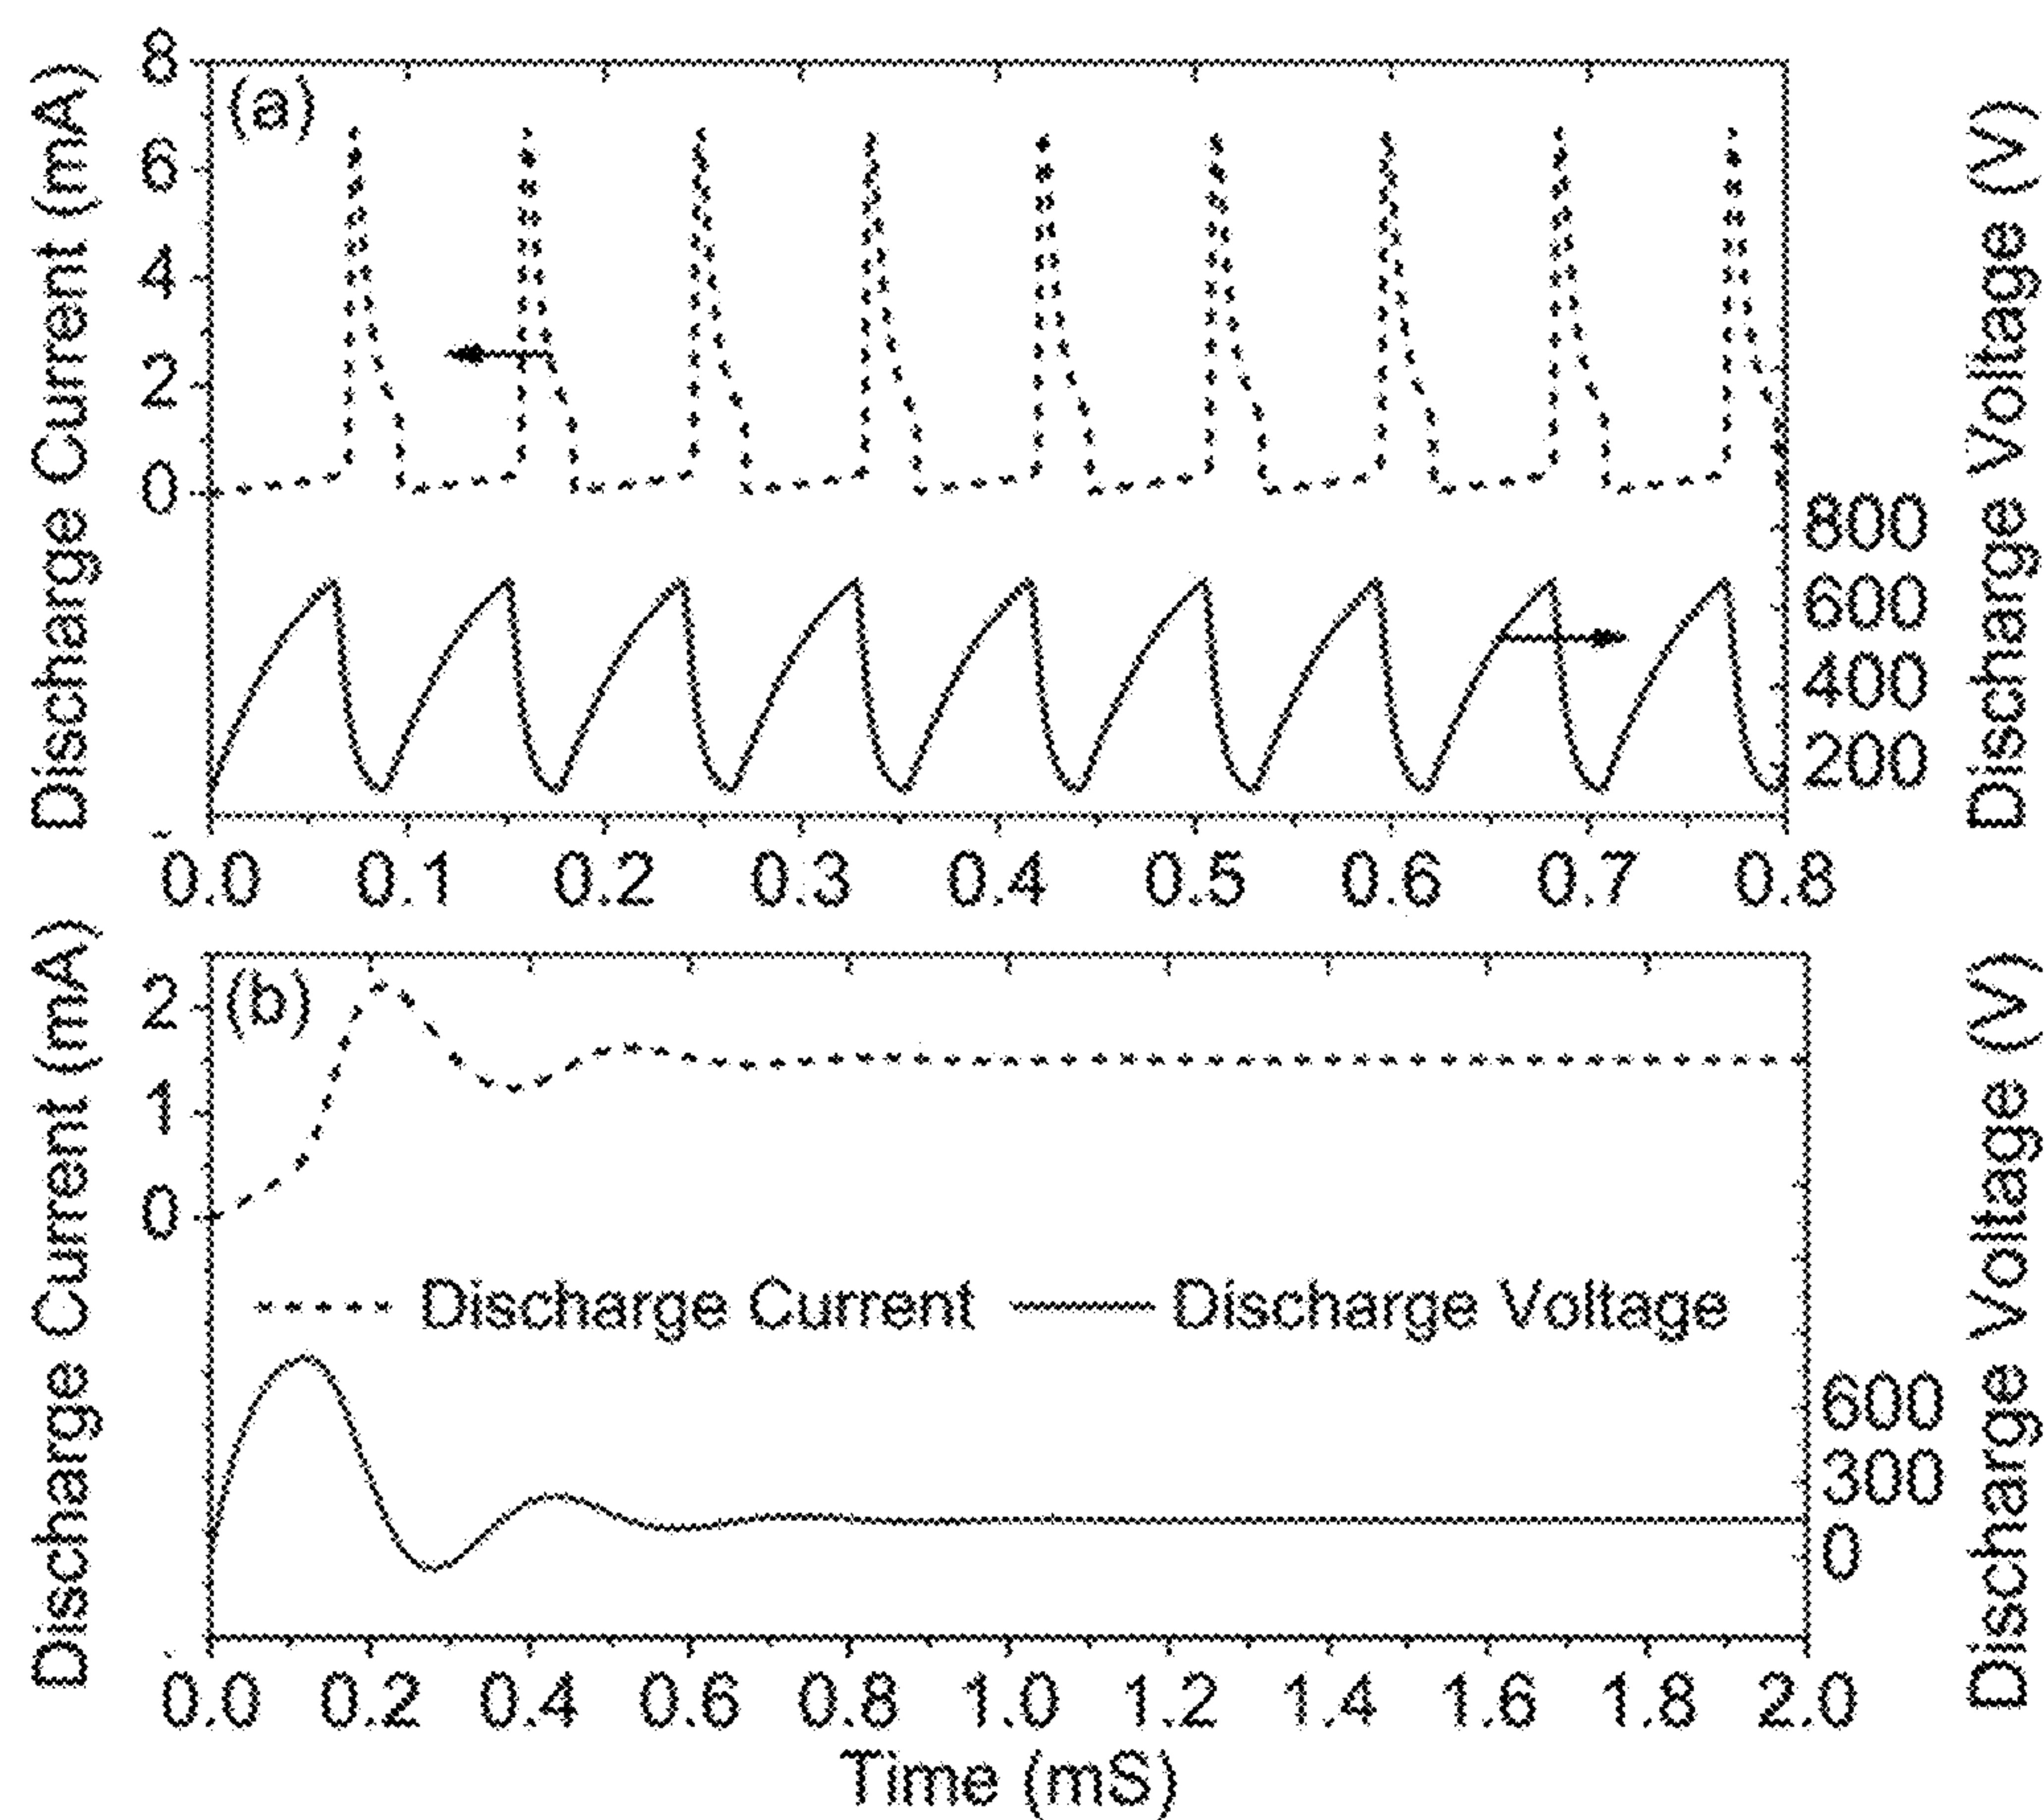 Discharge Current (mA)
8
6
4
2
0
(a)
800
600
400
200
Discharge Voltage (V)
0.0 0.1 0.2 0.3 0.4 0.5 0.6 0.7 0.8
Discharge Current (mA)
2
1
0
(b)
Discharge Current Discharge Voltage
600
300
0
Discharge Voltage (V)
0.0 0.2 0.4 0.6 0.8 1.0 1.2 1.4 1.6 1.8 2.0
Time (mS)